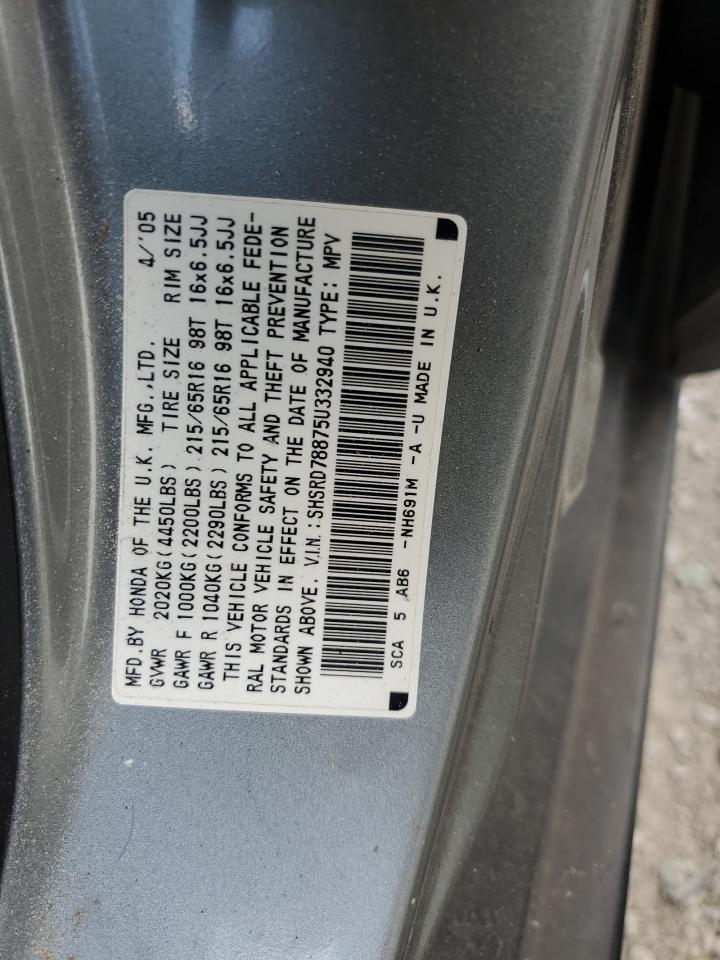 MFD.BY HONDA OF THE U.K. MFG.,LTD. 4/'05
GVWR 2020KG(4450LBS) TIRE SIZE RIM SIZE
GAWR F 1000KG(2200LBS) 215/65R16 98T 16x6.5JJ
GAWR R 1040KG(2290LBS) 215/65R16 98T 16x6.5JJ
THIS VEHICLE CONFORMS TO ALL APPLICABLE FEDE-
RAL MOTOR VEHICLE SAFETY AND THEFT PREVENTION
STANDARDS IN EFFECT ON THE DATE OF MANUFACTURE
SHOWN ABOVE. V.I.N.:SHSRD78875U332940 TYPE: MPV
SCA 5 AB6 -NH691M -A -U MADE IN U.K.